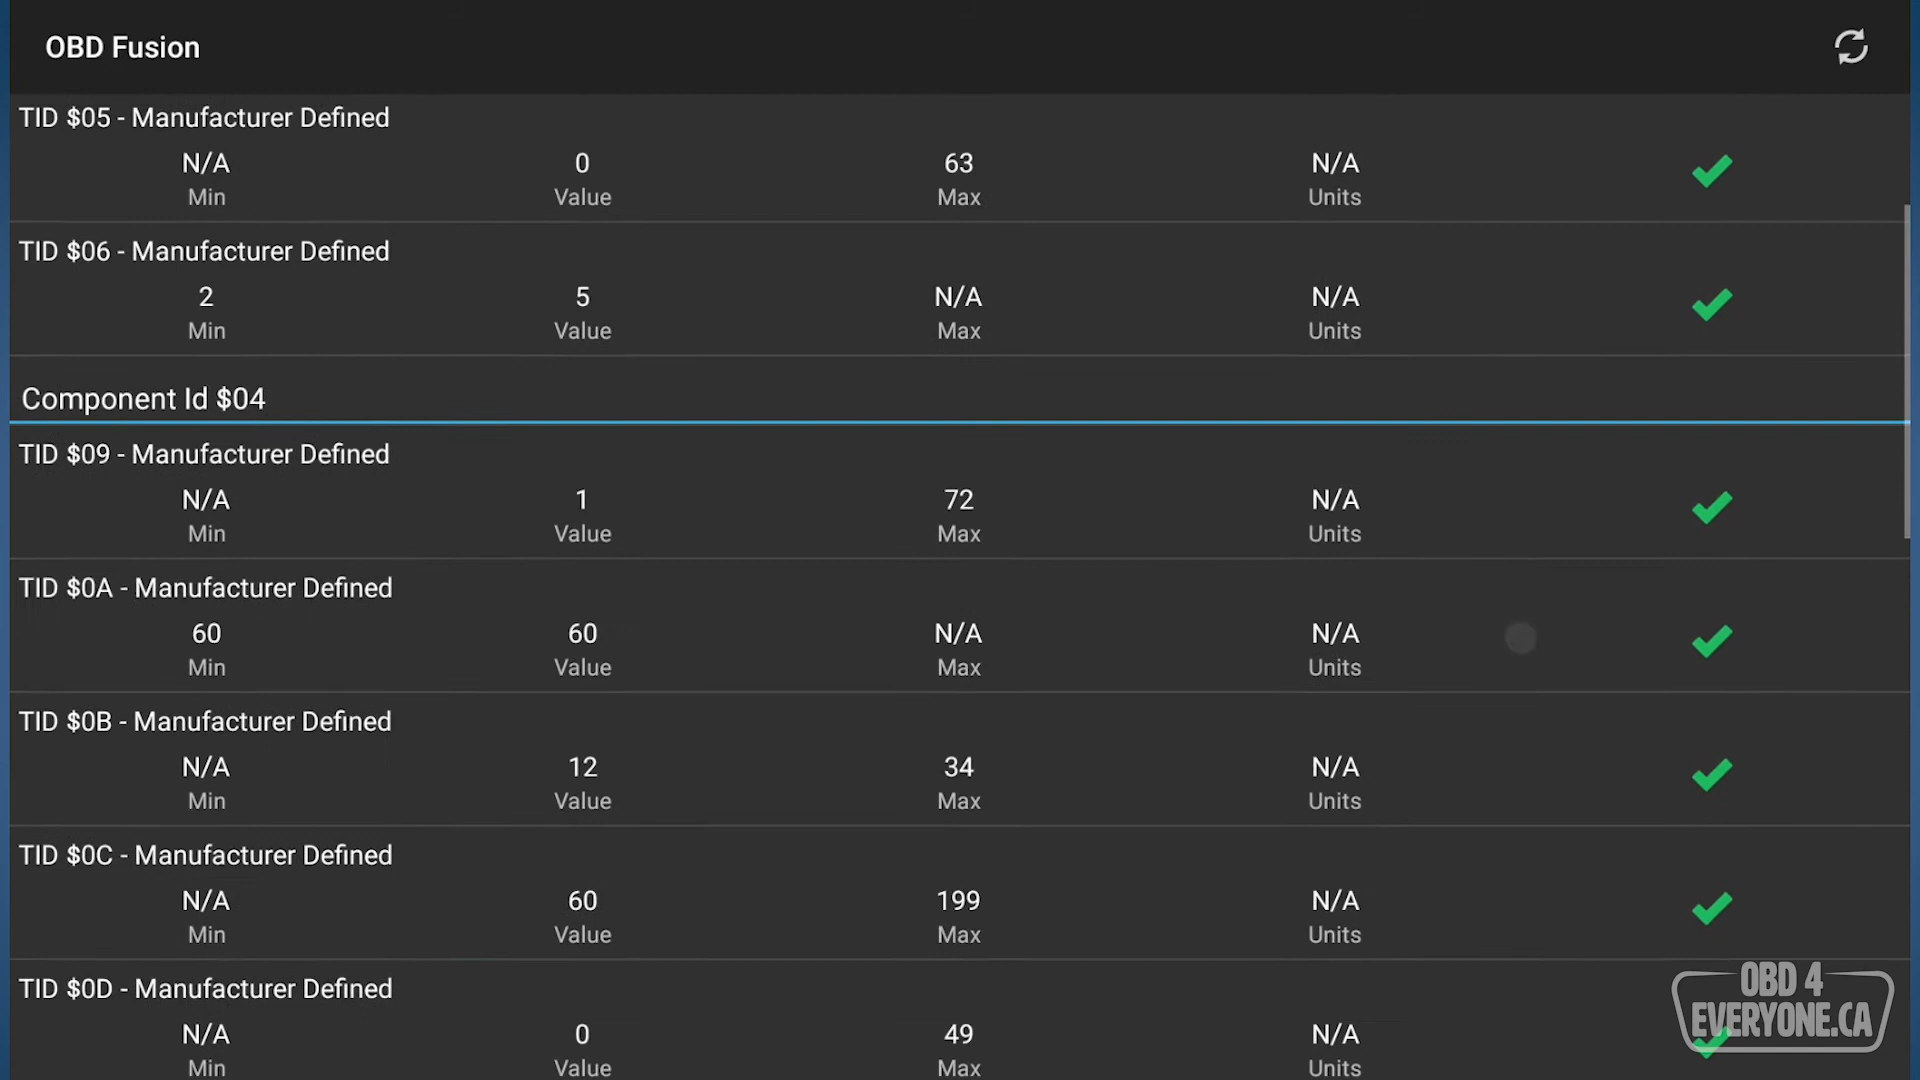 OBD Fusion
TID $05 - Manufacturer Defined
N/A 0 63 N/A
Min Value Max Units
TID $06 - Manufacturer Defined
2 5 N/A N/A
Min Value Max Units
Component Id $04
TID $09 - Manufacturer Defined
N/A 1 72 N/A
Min Value Max Units
TID $0A - Manufacturer Defined
60 60 N/A N/A
Min Value Max Units
TID $0B - Manufacturer Defined
N/A 12 34 N/A
Min Value Max Units
TID $0C - Manufacturer Defined
N/A 60 199 N/A
Min Value Max Units
TID $0D - Manufacturer Defined
N/A 0 49 N/A
Min Value Max Units
OBD 4
EVERYONE.CA